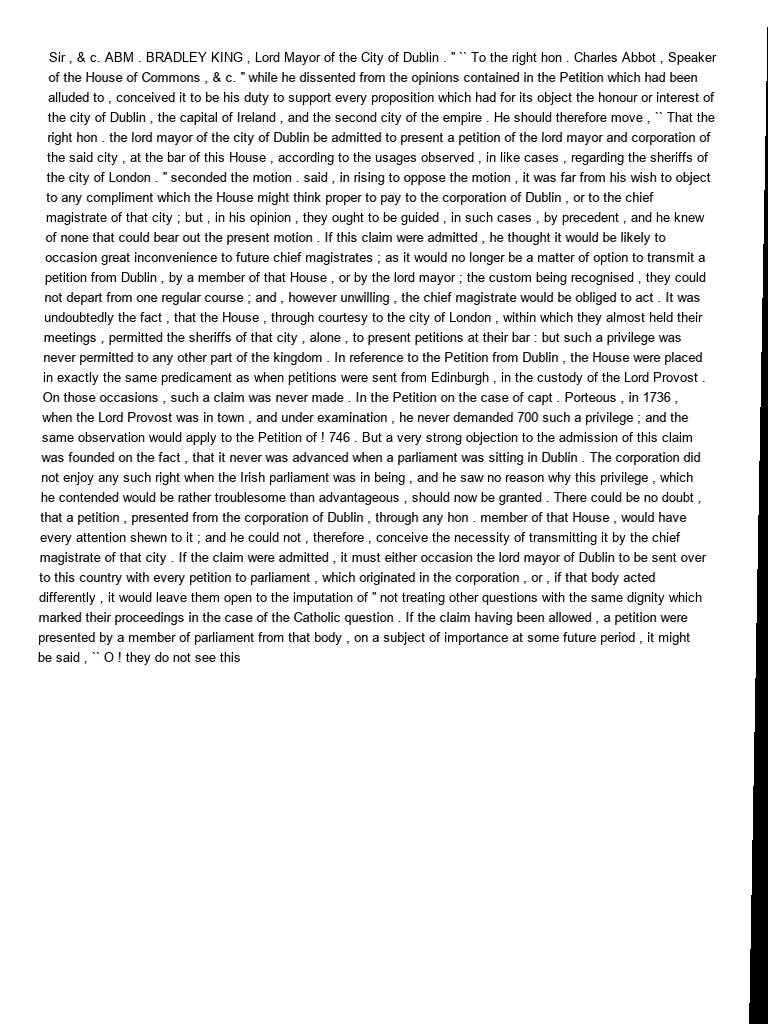 Sir , & c. ABM . BRADLEY KING , Lord Mayor of the City of Dublin . " `` To the right hon . Charles Abbot , Speaker
of the House of Commons , & c. " while he dissented from the opinions contained in the Petition which had been
alluded to , conceived it to be his duty to support every proposition which had for its object the honour or interest of
the city of Dublin , the capital of Ireland , and the second city of the empire . He should therefore move , `` That the
right hon . the lord mayor of the city of Dublin be admitted to present a petition of the lord mayor and corporation of
the said city , at the bar of this House , according to the usages observed , in like cases , regarding the sheriffs of
the city of London . " seconded the motion . said , in rising to oppose the motion , it was far from his wish to object
to any compliment which the House might think proper to pay to the corporation of Dublin , or to the chief
magistrate of that city ; but , in his opinion , they ought to be guided , in such cases , by precedent , and he knew
of none that could bear out the present motion . If this claim were admitted , he thought it would be likely to
occasion great inconvenience to future chief magistrates ; as it would no longer be a matter of option to transmit a
petition from Dublin , by a member of that House , or by the lord mayor ; the custom being recognised , they could
not depart from one regular course ; and , however unwilling , the chief magistrate would be obliged to act . It was
undoubtedly the fact , that the House , through courtesy to the city of London , within which they almost held their
meetings , permitted the sheriffs of that city , alone , to present petitions at their bar : but such a privilege was
never permitted to any other part of the kingdom . In reference to the Petition from Dublin , the House were placed
in exactly the same predicament as when petitions were sent from Edinburgh , in the custody of the Lord Provost .
On those occasions , such a claim was never made . In the Petition on the case of capt . Porteous , in 1736 ,
when the Lord Provost was in town , and under examination , he never demanded 700 such a privilege ; and the
same observation would apply to the Petition of ! 746 . But a very strong objection to the admission of this claim
was founded on the fact , that it never was advanced when a parliament was sitting in Dublin . The corporation did
not enjoy any such right when the Irish parliament was in being , and he saw no reason why this privilege , which
he contended would be rather troublesome than advantageous , should now be granted . There could be no doubt ,
that a petition , presented from the corporation of Dublin , through any hon . member of that House , would have
every attention shewn to it ; and he could not , therefore , conceive the necessity of transmitting it by the chief
magistrate of that city . If the claim were admitted , it must either occasion the lord mayor of Dublin to be sent over
to this country with every petition to parliament , which originated in the corporation , or , if that body acted
differently , it would leave them open to the imputation of " not treating other questions with the same dignity which
marked their proceedings in the case of the Catholic question . If the claim having been allowed , a petition were
presented by a member of parliament from that body , on a subject of importance at some future period , it might
be said , `` O ! they do not see this